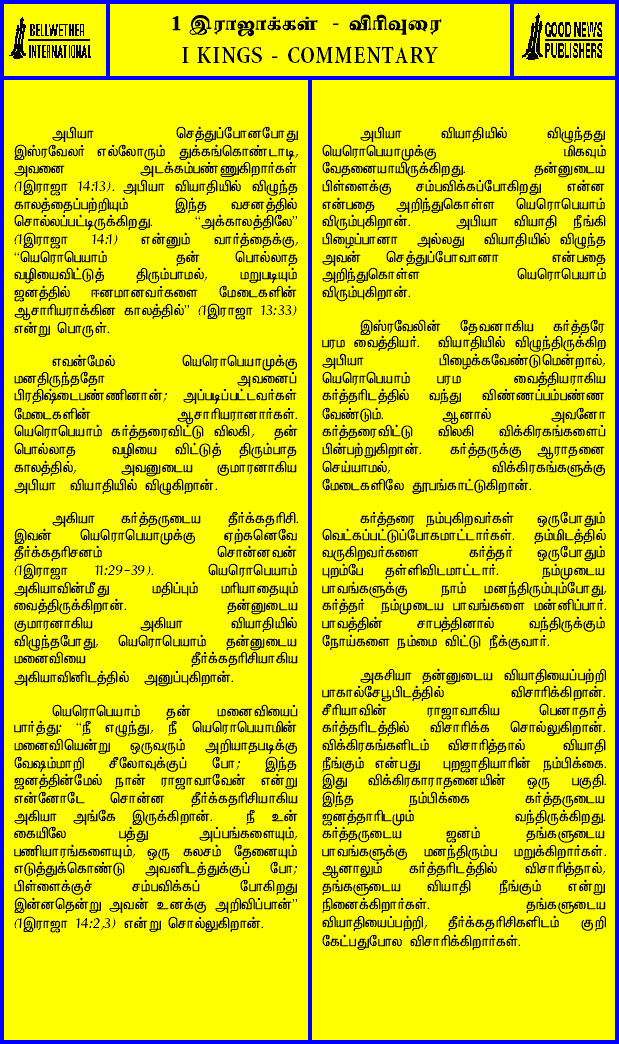 BELLWETHER
INTERNATIONAL
1 இராஜாக்கள் - விரிவுரை
I KINGS - COMMENTARY
GOOD NEWS
PUBLISHERS
அபியா செத்துப்போனபோது
இஸ்ரவேலர் எல்லோரும் துக்கங்கொண்டாடி,
அவனை அடக்கம்பண்ணுகிறார்கள்
(1இராஜா 14:13). அபியா வியாதியில் விழுந்த
காலத்தைப்பற்றியும் இந்த வசனத்தில்
சொல்லப்பட்டிருக்கிறது. “அக்காலத்திலே”
(1இராஜா 14:1) என்னும் வார்த்தைக்கு,
“யெரொபெயாம் தன் பொல்லாத
வழியைவிட்டுத் திரும்பாமல், மறுபடியும்
ஜனத்தில் ஈனமானவர்களை மேடைகளின்
ஆசாரியராக்கின காலத்தில்” (1இராஜா 13:33)
என்று பொருள்.
எவன்மேல் யெரொபெயாமுக்கு
மனதிருந்ததோ அவனைப்
பிரதிஷ்டைபண்ணினான்; அப்படிப்பட்டவர்கள்
மேடைகளின் ஆசாரியரானார்கள்.
யெரொபெயாம் கர்த்தரைவிட்டு விலகி, தன்
பொல்லாத வழியை விட்டுத் திரும்பாத
காலத்தில், அவனுடைய குமாரனாகிய
அபியா வியாதியில் விழுகிறான்.
அகியா கர்த்தருடைய தீர்க்கதரிசி.
இவன் யெரொபெயாமுக்கு ஏற்கனெவே
தீர்க்கதரிசனம் சொன்னவன்
(1இராஜா 11:29-39). யெரொபெயாம்
அகியாவின்மீது மதிப்பும் மரியாதையும்
வைத்திருக்கிறான். தன்னுடைய
குமாரனாகிய அகியா வியாதியில்
விழுந்தபோது, யெரொபெயாம் தன்னுடைய
மனைவியை தீர்க்கதரிசியாகிய
அகியாவினிடத்தில் அனுப்புகிறான்.
யெரொபெயாம் தன் மனைவியைப்
பார்த்து: “நீ எழுந்து, நீ யெரொபெயாமின்
மனைவியென்று ஒருவரும் அறியாதபடிக்கு
வேஷம்மாறி சீலோவுக்குப் போ; இந்த
ஜனத்தின்மேல் நான் ராஜாவாவேன் என்று
என்னோடே சொன்ன தீர்க்கதரிசியாகிய
அகியா அங்கே இருக்கிறான். நீ உன்
கையிலே பத்து அப்பங்களையும்,
பணியாரங்களையும், ஒரு கலசம் தேனையும்
எடுத்துக்கொண்டு அவனிடத்துக்குப் போ;
பிள்ளைக்குச் சம்பவிக்கப் போகிறது
இன்னதென்று அவன் உனக்கு அறிவிப்பான்”
(1இராஜா 14:2,3) என்று சொல்லுகிறான்.
அபியா வியாதியில் விழுந்தது
யெரொபெயாமுக்கு மிகவும்
வேதனையாயிருக்கிறது. தன்னுடைய
பிள்ளைக்கு சம்பவிக்கப்போகிறது என்ன
என்பதை அறிந்துகொள்ள யெரொபெயாம்
விரும்புகிறான். அபியா வியாதி நீங்கி
பிழைப்பானா அல்லது வியாதியில் விழுந்த
அவன் செத்துப்போவானா என்பதை
அறிந்துகொள்ள யெரொபெயாம்
விரும்புகிறான்.
இஸ்ரவேலின் தேவனாகிய கர்த்தரே
பரம வைத்தியர். வியாதியில் விழுந்திருக்கிற
அபியா பிழைக்கவேண்டுமென்றால்,
யெரொபெயாம் பரம வைத்தியராகிய
கர்த்தரிடத்தில் வந்து விண்ணப்பம்பண்ண
வேண்டும். ஆனால் அவனோ
கர்த்தரைவிட்டு விலகி விக்கிரகங்களைப்
பின்பற்றுகிறான். கர்த்தருக்கு ஆராதனை
செய்யாமல், விக்கிரகங்களுக்கு
மேடைகளிலே தூபங்காட்டுகிறான்.
கர்த்தரை நம்புகிறவர்கள் ஒருபோதும்
வெட்கப்பட்டுப்போகமாட்டார்கள். தம்மிடத்தில்
வருகிறவர்களை கர்த்தர் ஒருபோதும்
புறம்பே தள்ளிவிடமாட்டார். நம்முடைய
பாவங்களுக்கு நாம் மனந்திரும்பும்போது,
கர்த்தர் நம்முடைய பாவங்களை மன்னிப்பார்.
பாவத்தின் சாபத்தினால் வந்திருக்கும்
நோய்களை நம்மை விட்டு நீக்குவார்.
அகசியா தன்னுடைய வியாதியைப்பற்றி
பாகால்சேபூபிடத்தில் விசாரிக்கிறான்.
சீரியாவின் ராஜாவாகிய பெனாதாத்
கர்த்தரிடத்தில் விசாரிக்க சொல்லுகிறான்.
விக்கிரகங்களிடம் விசாரித்தால் வியாதி
நீங்கும் என்பது புறஜாதியாரின் நம்பிக்கை.
இது விக்கிரகாராதனையின் ஒரு பகுதி.
இந்த நம்பிக்கை கர்த்தருடைய
ஜனத்தாரிடமும் வந்திருக்கிறது.
கர்த்தருடைய ஜனம் தங்களுடைய
பாவங்களுக்கு மனந்திரும்ப மறுக்கிறார்கள்.
ஆனாலும் கர்த்தரிடத்தில் விசாரித்தால்,
தங்களுடைய வியாதி நீங்கும் என்று
நினைக்கிறார்கள். தங்களுடைய
வியாதியைப்பற்றி, தீர்க்கதரிசிகளிடம் குறி
கேட்பதுபோல விசாரிக்கிறார்கள்.